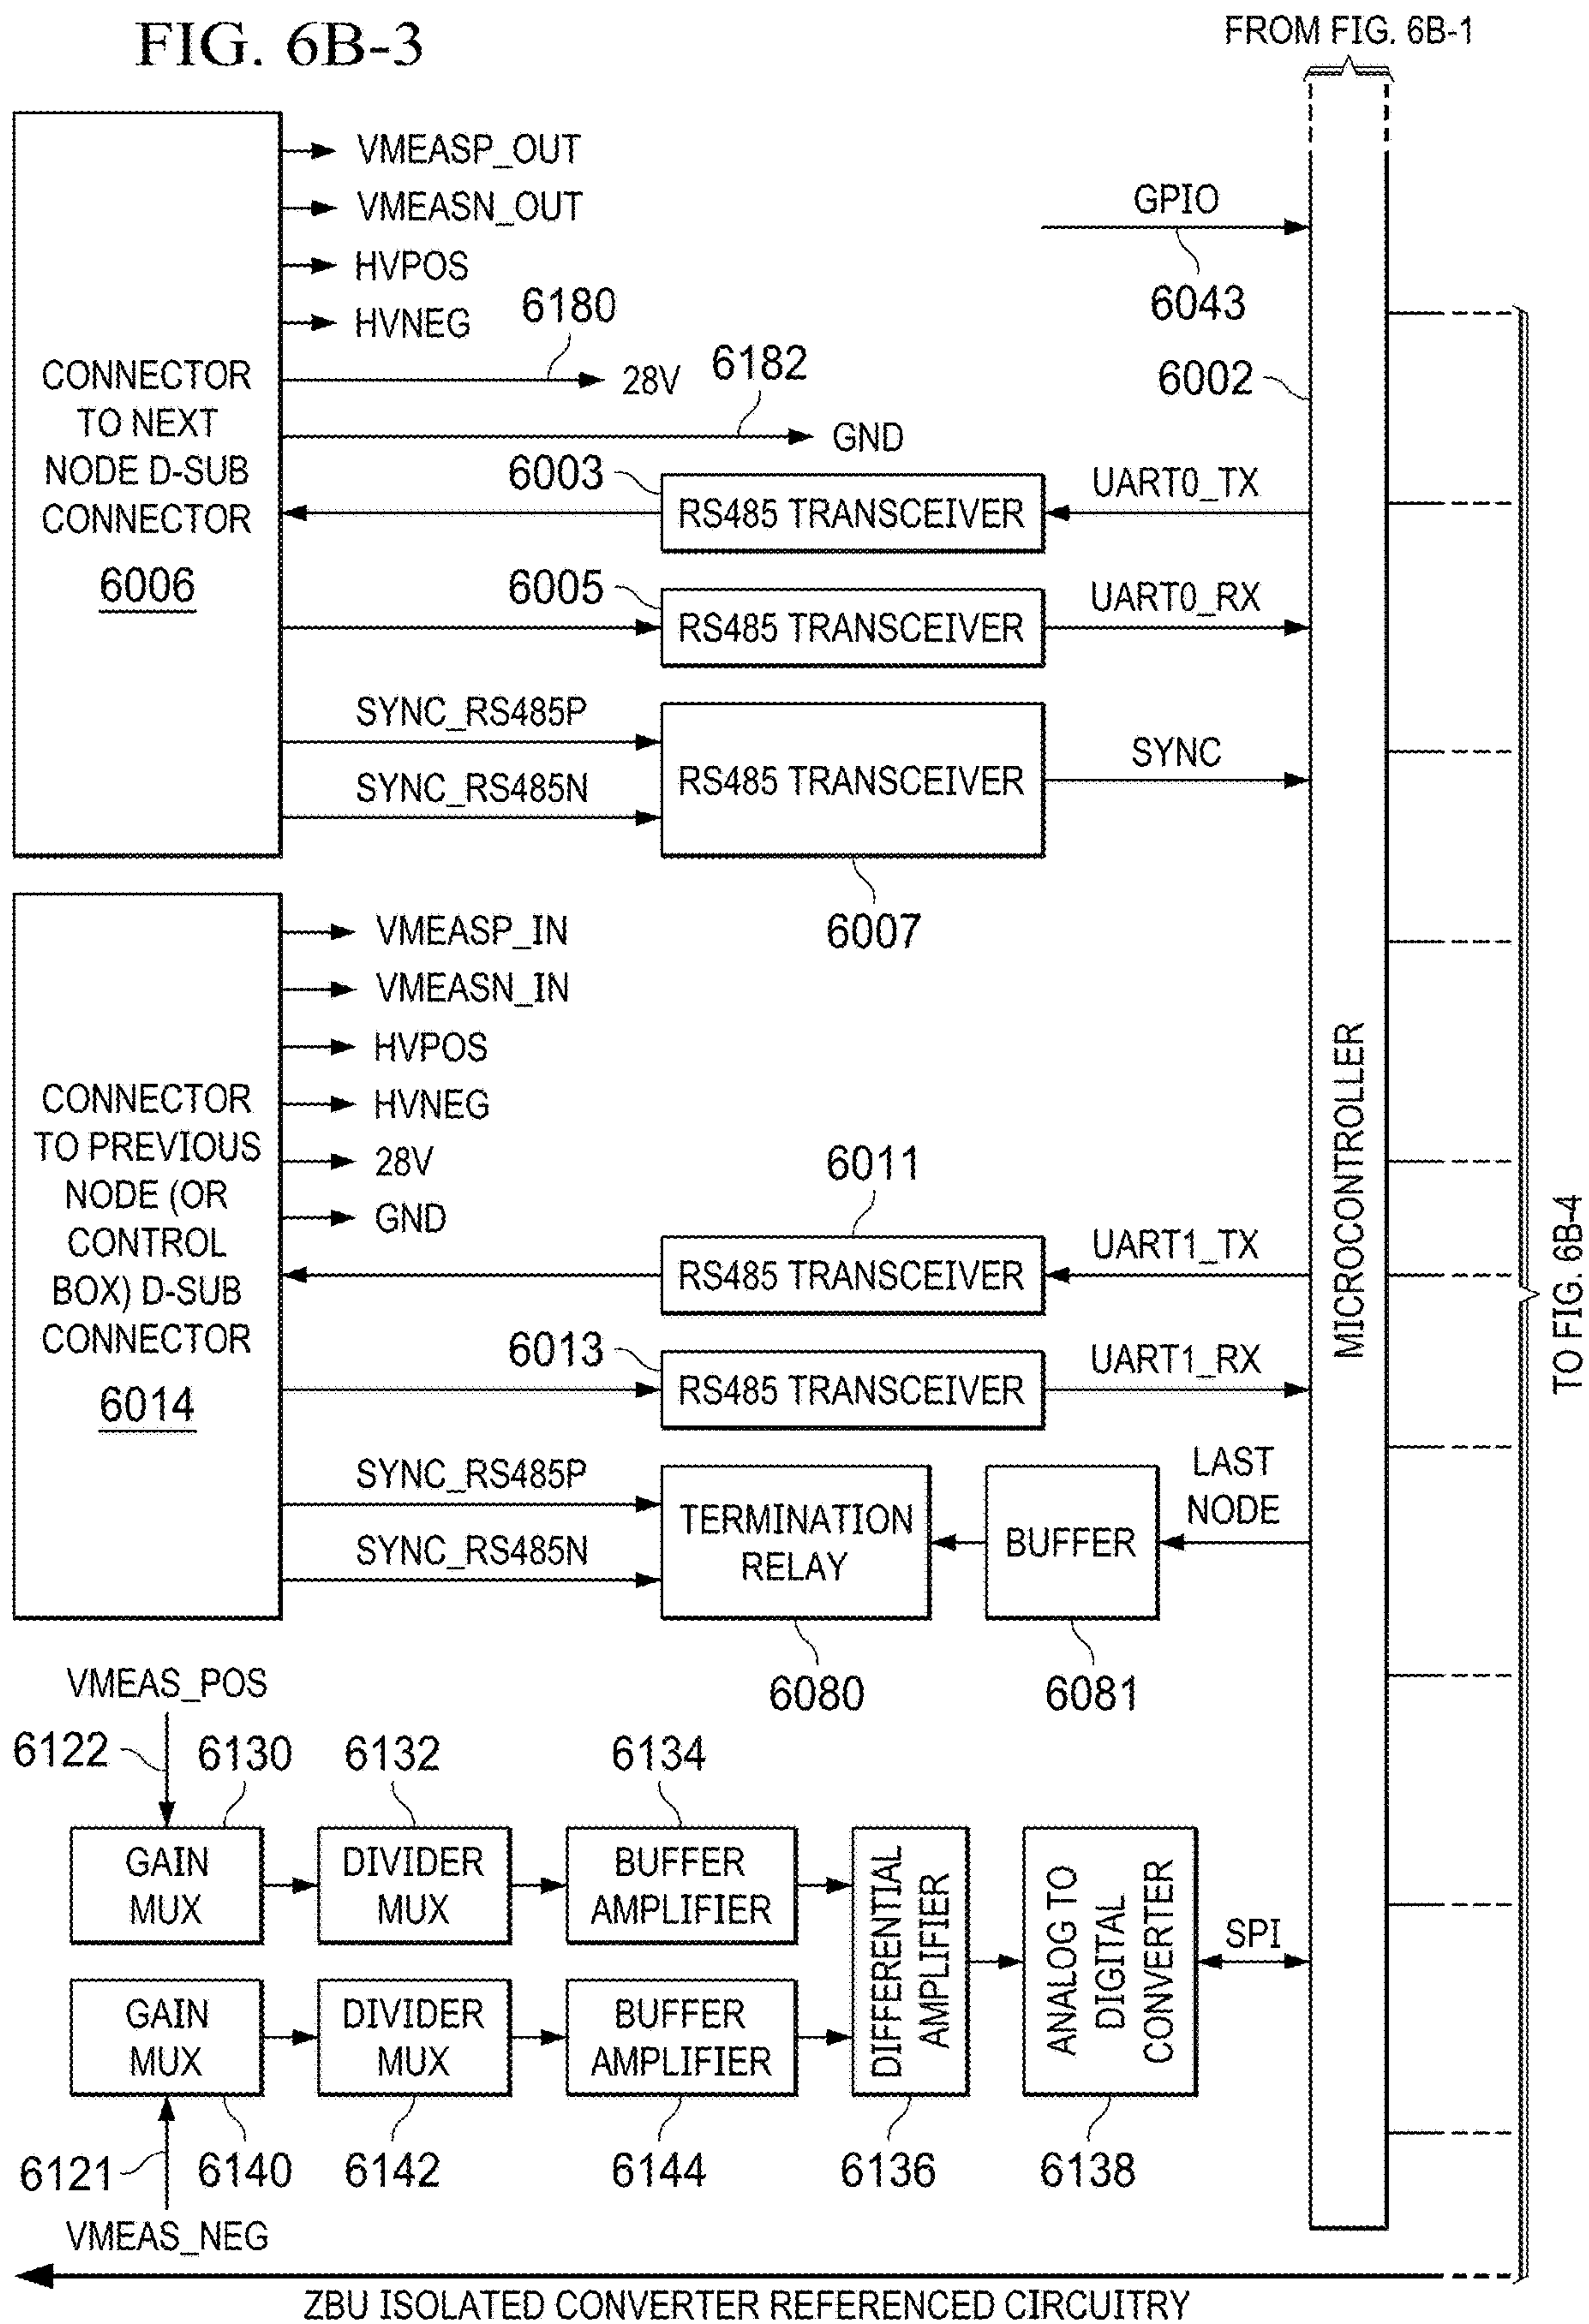 FIG. 6B-3
FROM FIG. 6B-1
CONNECTOR
TO NEXT
NODE D-SUB
CONNECTOR
6006
VMEASP_OUT
VMEASN_OUT
HVPOS
HVNEG
6180
28V
6182
GND
GPIO
6043
6002
6003
RS485 TRANSCEIVER
UART0_TX
6005
RS485 TRANSCEIVER
UART0_RX
SYNC_RS485P
SYNC_RS485N
RS485 TRANSCEIVER
SYNC
6007
CONNECTOR
TO PREVIOUS
NODE (OR
CONTROL
BOX) D-SUB
CONNECTOR
6014
VMEASP_IN
VMEASN_IN
HVPOS
HVNEG
28V
GND
6011
RS485 TRANSCEIVER
UART1_TX
6013
RS485 TRANSCEIVER
UART1_RX
SYNC_RS485P
SYNC_RS485N
TERMINATION
RELAY
BUFFER
LAST
NODE
6080
6081
MICROCONTROLLER
TO FIG. 6B-4
VMEAS_POS
6122
6130
6132
6134
GAIN
MUX
DIVIDER
MUX
BUFFER
AMPLIFIER
GAIN
MUX
DIVIDER
MUX
BUFFER
AMPLIFIER
DIFFERENTIAL
AMPLIFIER
ANALOG TO
DIGITAL
CONVERTER
SPI
6121
6140
6142
6144
6136
6138
VMEAS_NEG
ZBU ISOLATED CONVERTER REFERENCED CIRCUITRY